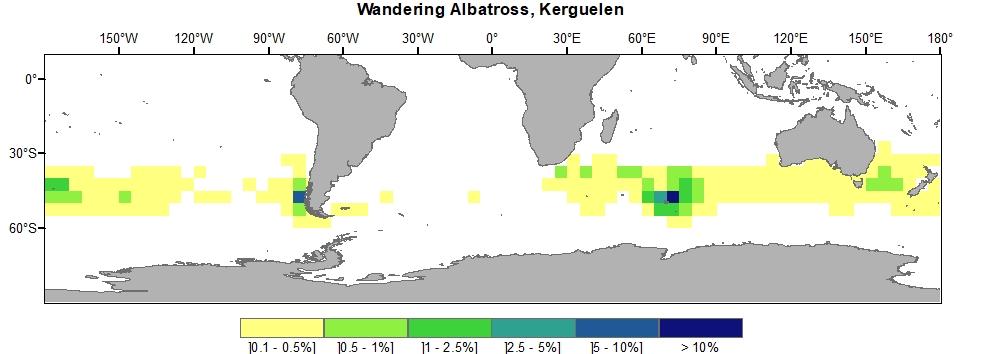 Wandering Albatross, Kerguelen
150°W 120°W 90°W 60°W 30°W 0° 30°E 60°E 90°E 120°E 150°E 180°
0°
30°S
60°S
]0.1 - 0.5%] ]0.5 - 1%] ]1 - 2.5%] ]2.5 - 5%] ]5 - 10%] > 10%